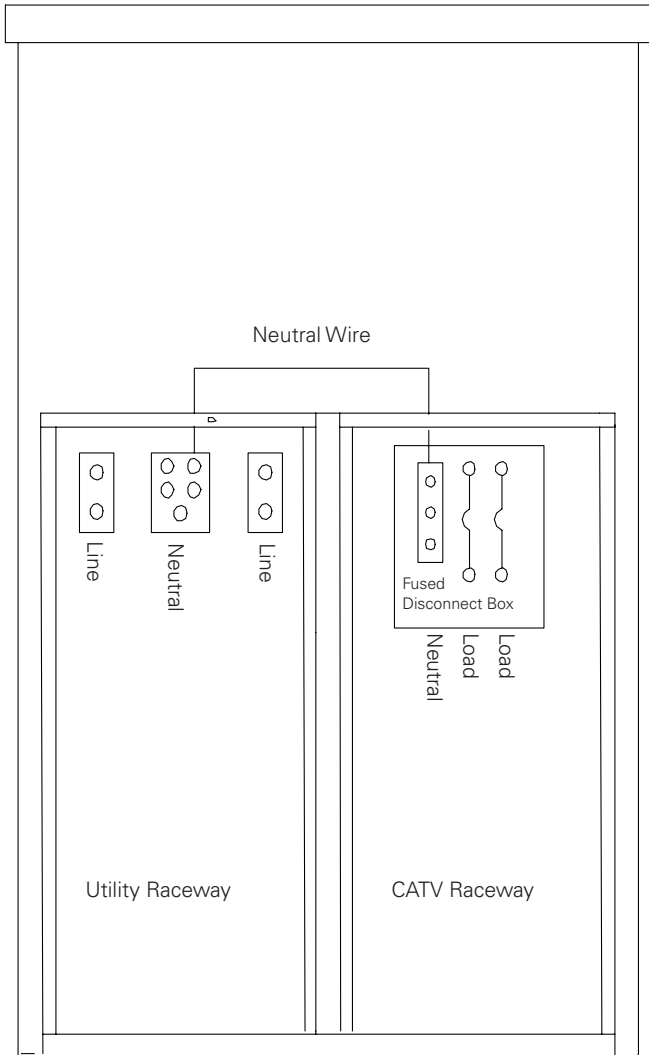 Neutral Wire
Line
Neutral
Line
Fused
Disconnect Box
Neutral
Load
Load
Utility Raceway
CATV Raceway